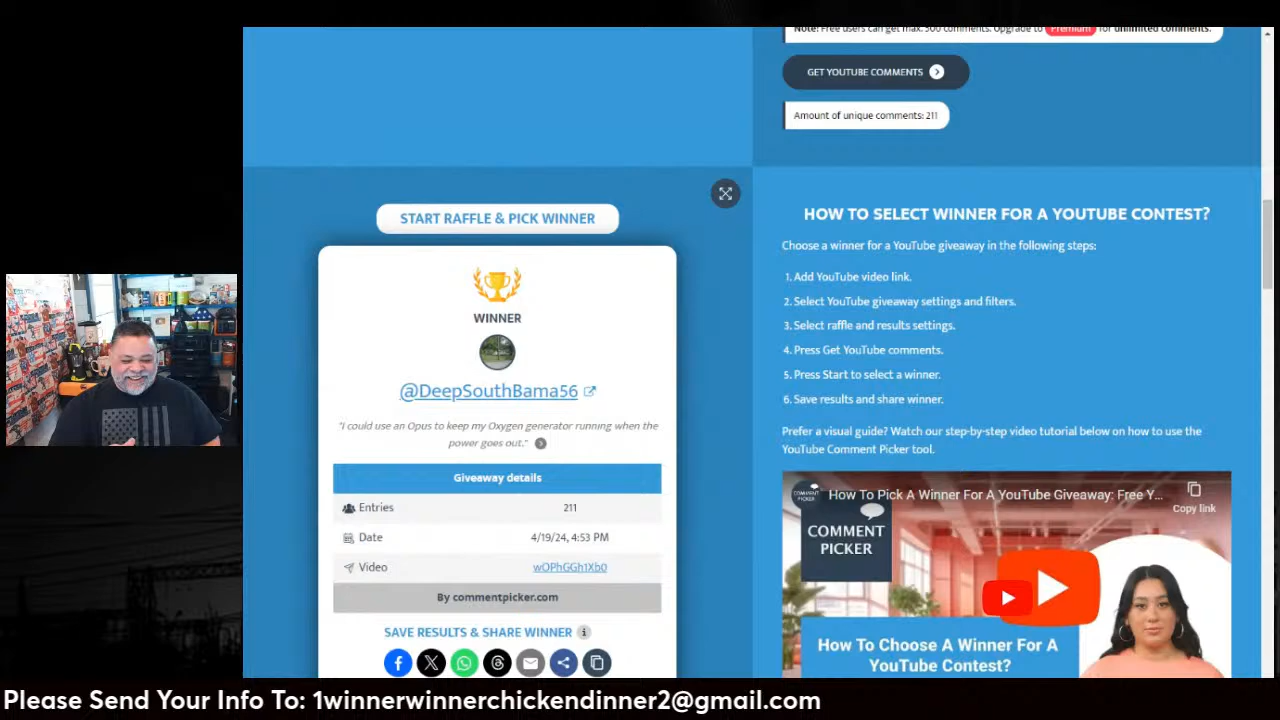 Note: Free users can get max. 500 comments. Upgrade to Premium for unlimited comments.
GET YOUTUBE COMMENTS
Amount of unique comments: 211
START RAFFLE & PICK WINNER
WINNER
@DeepSouthBama56
"I could use an Opus to keep my Oxygen generator running when the
power goes out."
Giveaway details
Entries 211
Date 4/19/24, 4:53 PM
Video wOPhGGh1Xb0
By commentpicker.com
SAVE RESULTS & SHARE WINNER
HOW TO SELECT WINNER FOR A YOUTUBE CONTEST?
Choose a winner for a YouTube giveaway in the following steps:
1. Add YouTube video link.
2. Select YouTube giveaway settings and filters.
3. Select raffle and results settings.
4. Press Get YouTube comments.
5. Press Start to select a winner.
6. Save results and share winner.
Prefer a visual guide? Watch our step-by-step video tutorial below on how to use the
YouTube Comment Picker tool.
How To Pick A Winner For A YouTube Giveaway: Free Y...
Copy link
COMMENT
PICKER
How To Choose A Winner For A
YouTube Contest?
Please Send Your Info To: 1winnerwinnerchickendinner2@gmail.com